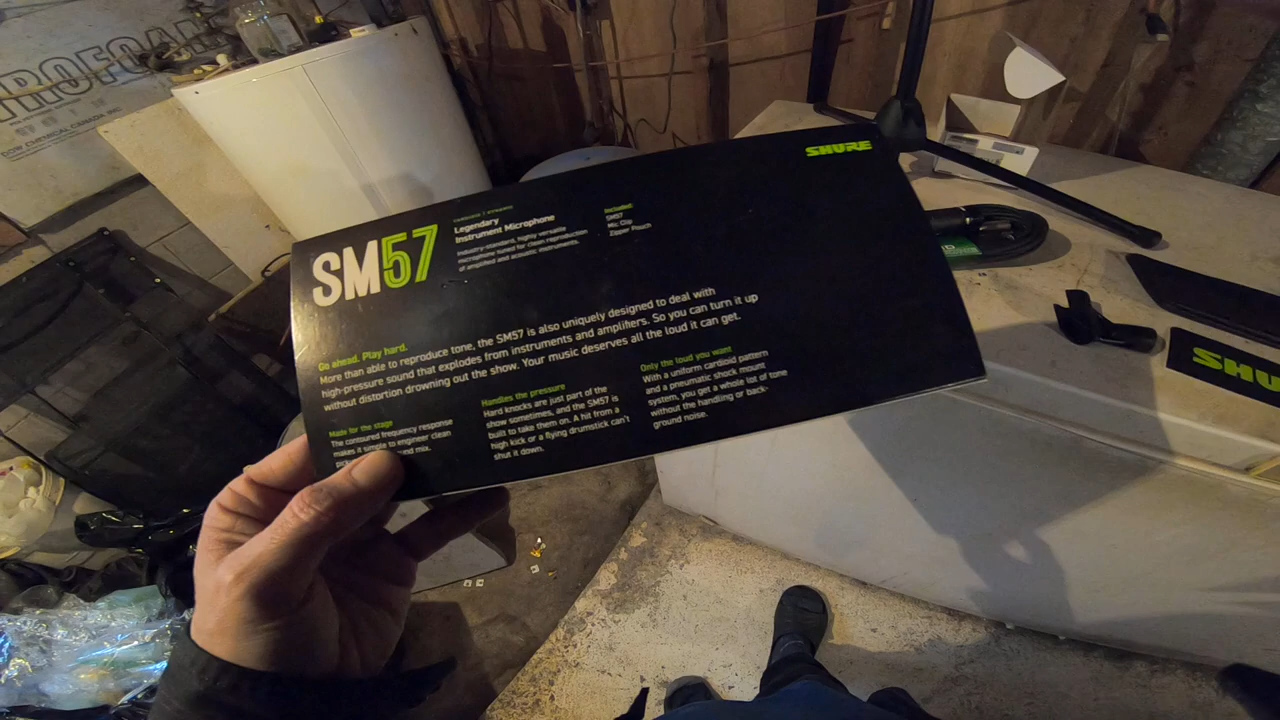 DOW CHEMICAL CANADA INC
SHURE
SM57
Legendary
Instrument Microphone
Industry-standard, highly versatile
microphone tuned for clean reproduction
of amplified and acoustic instruments.
Included:
SM57
Mic Clip
Zipper Pouch
Go ahead. Play hard.
More than able to reproduce tone, the SM57 is also uniquely designed to deal with
high-pressure sound that explodes from instruments and amplifiers. So you can turn it up
without distortion drowning out the show. Your music deserves all the loud it can get.
Made for the stage
The contoured frequency response
makes it simple to engineer clean
Handles the pressure
Hard knocks are just part of the
show sometimes, and the SM57 is
built to take them on. A hit from a
high kick or a flying drumstick can't
shut it down.
Only the loud you want
With a uniform cardioid pattern
and a pneumatic shock mount
system, you get a whole lot of tone
without the handling or back-
ground noise.
SHU